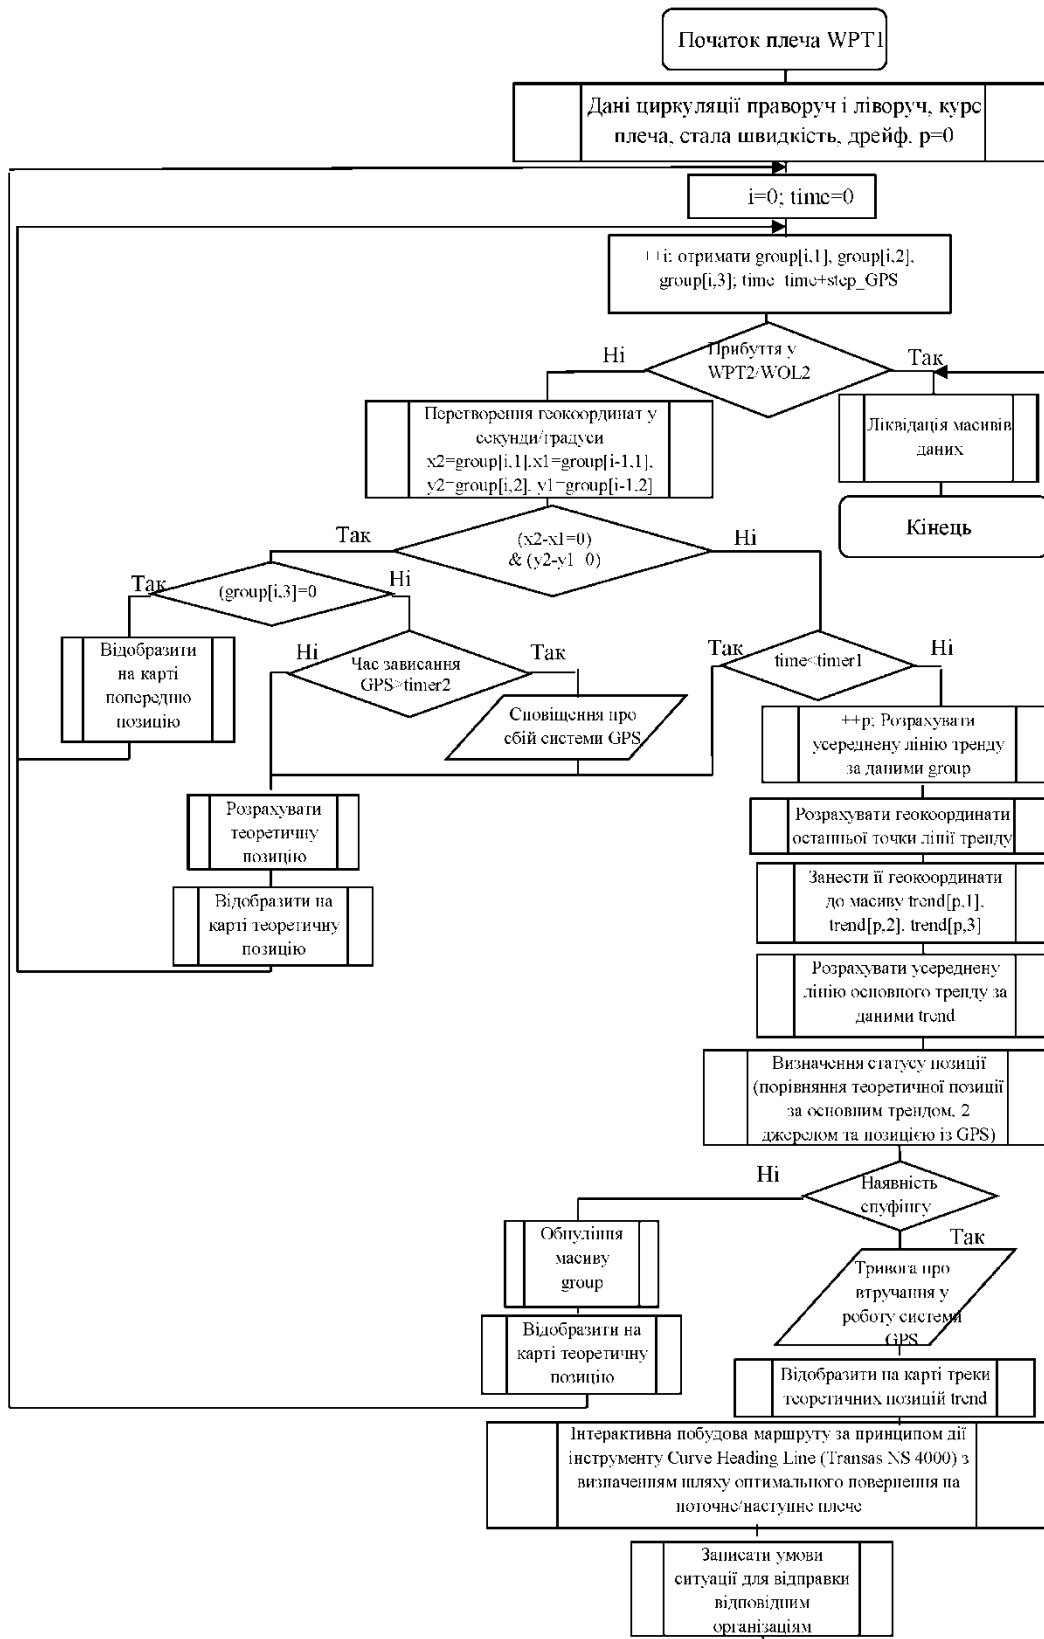 Початок плеча WPT1
Дані циркуляції праворуч і ліворуч, курс
плеча, стала швидкість, дрейф, p=0
i=0; time=0
++i: отримати group[i,1], group[i,2],
group[i,3]; time=time+step_GPS
Прибуття у
WPT2/WOL2
Ні
Так
Перетворення геокоординат у
секунди/градуси
x2=group[i,1].x1=group[i-1,1],
y2=group[i,2]. y1=group[i-1,2]
Ліквідація масивів
даних
Кінець
(x2-x1=0)
& (y2-y1=0)
Так
Ні
(group[i,3]=0
Так
Ні
Відобразити
на карті
попередню
позицію
Час зависання
GPS>timer2
Ні
Так
Сповіщення про
збій системи GPS
time<timer1
Так
Ні
++p; Розрахувати
усереднену лінію тренду
за даними group
Розрахувати
теоретичну
позицію
Розрахувати геокоординати
останньої точки лінії тренду
Відобразити на
карті теоретичну
позицію
Занести її геокоординати
до масиву trend[p,1],
trend[p,2]. trend[p,3]
Розрахувати усереднену
лінію основного тренду за
даними trend
Визначення статусу позиції
(порівняння теоретичної позиції
за основним трендом, 2
джерелом та позицією із GPS)
Наявність
спуфінгу
Ні
Так
Обнуління
масиву
group
Тривога про
втручання у
роботу системи
GPS
Відобразити на
карті теоретичну
позицію
Відобразити на карті треки
теоретичних позицій trend
Інтерактивна побудова маршруту за принципом дії
інструменту Curve Heading Line (Transas NS 4000) з
визначенням шляху оптимального повернення на
поточне/наступне плече
Записати умови
ситуації для відправки
відповідним
організаціям